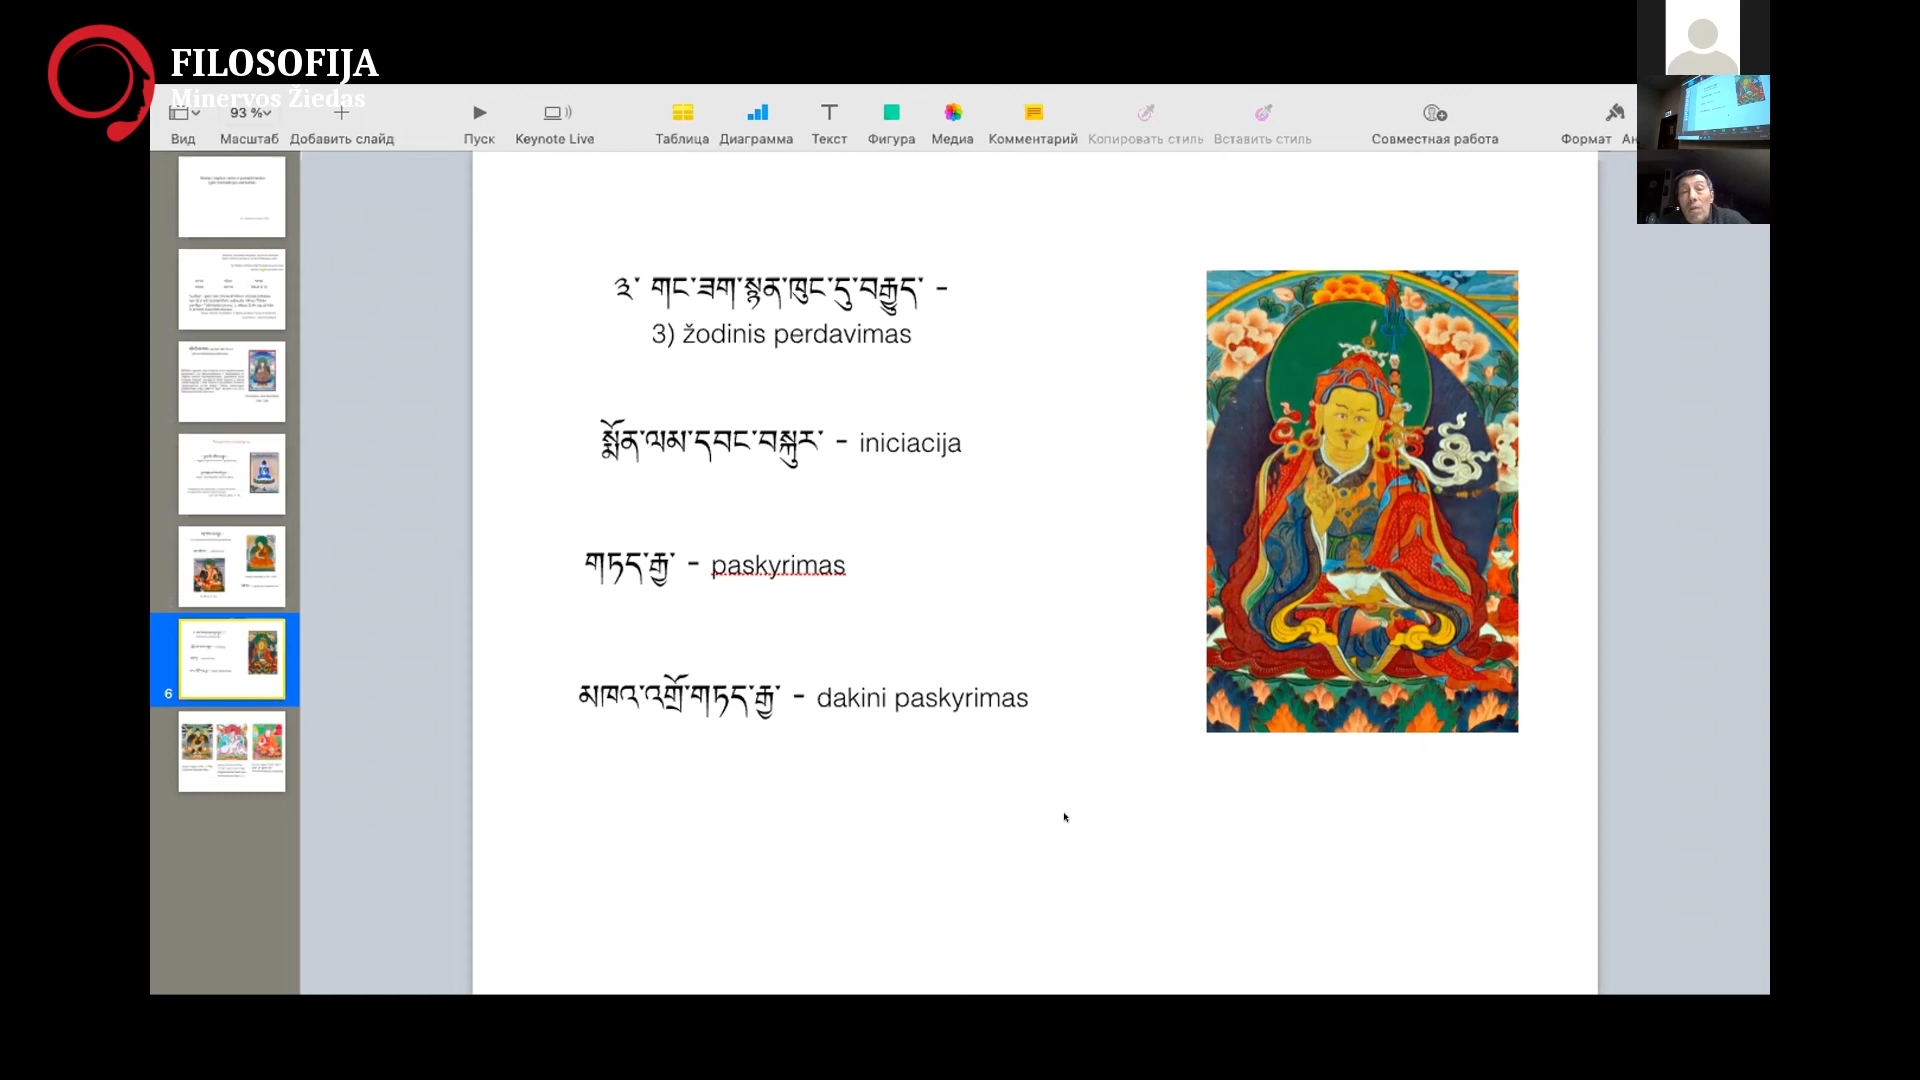 FILOSOFIJA
Minervos Žiedas
93 %
Вид
Масштаб
Добавить слайд
Пуск
Keynote Live
Таблица
Диаграмма
Текст
Фигура
Медиа
Комментарий
Копировать стиль
Вставить стиль
Совместная работа
Формат
༣་ གང་ཟག་སྙན་ཁུང་དུ་བརྒྱུད་ -
3) žodinis perdavimas
སྨོན་ལམ་དབང་བསྐུར་ - iniciacija
གཏད་རྒྱ་ - paskyrimas
མཁའ་འགྲོ་གཏད་རྒྱ་ - dakini paskyrimas
6